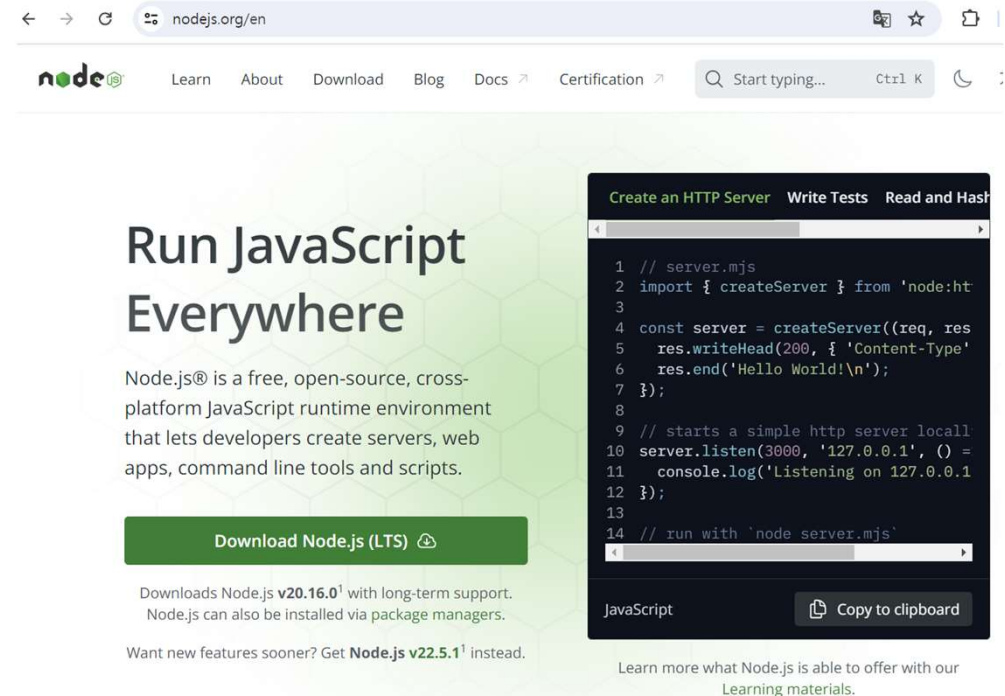 nodejs.org/en
node JS
Learn About Download Blog Docs Certification Start typing... Ctrl K
Run JavaScript
Everywhere
Node.js® is a free, open-source, cross-
platform JavaScript runtime environment
that lets developers create servers, web
apps, command line tools and scripts.
Download Node.js (LTS)
Downloads Node.js v20.16.0¹ with long-term support.
Node.js can also be installed via package managers.
Want new features sooner? Get Node.js v22.5.1¹ instead.
Create an HTTP Server Write Tests Read and Hash
1 // server.mjs
2 import { createServer } from 'node:ht
3
4 const server = createServer((req, res
5   res.writeHead(200, { 'Content-Type'
6   res.end('Hello World!\n');
7 });
8
9 // starts a simple http server locall
10 server.listen(3000, '127.0.0.1', () =
11   console.log('Listening on 127.0.0.1
12 });
13
14 // run with `node server.mjs`
JavaScript Copy to clipboard
Learn more what Node.js is able to offer with our
Learning materials.